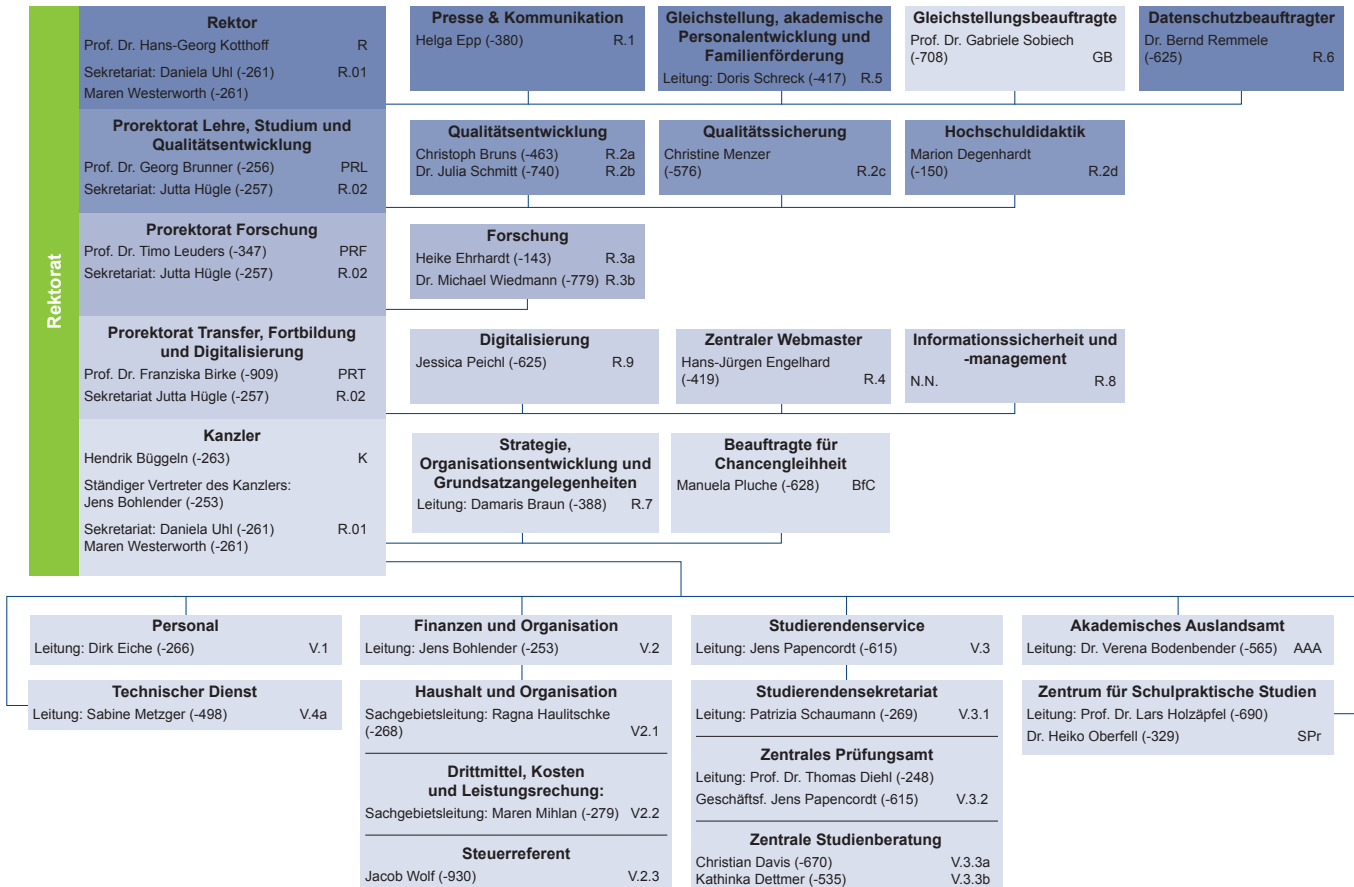 Rektorat
Rektor
Prof. Dr. Hans-Georg Kotthoff R
Sekretariat: Daniela Uhl (-261) R.01
Maren Westerworth (-261)
Presse & Kommunikation
Helga Epp (-380) R.1
Gleichstellung, akademische
Personalentwicklung und
Familienförderung
Leitung: Doris Schreck (-417) R.5
Gleichstellungsbeauftragte
Prof. Dr. Gabriele Sobiech
(-708) GB
Datenschutzbeauftragter
Dr. Bernd Remmele
(-625) R.6
Prorektorat Lehre, Studium und
Qualitätsentwicklung
Prof. Dr. Georg Brunner (-256) PRL
Sekretariat: Jutta Hügle (-257) R.02
Qualitätsentwicklung
Christoph Bruns (-463) R.2a
Dr. Julia Schmitt (-740) R.2b
Qualitätssicherung
Christine Menzer
(-576) R.2c
Hochschuldidaktik
Marion Degenhardt
(-150) R.2d
Prorektorat Forschung
Prof. Dr. Timo Leuders (-347) PRF
Sekretariat: Jutta Hügle (-257) R.02
Forschung
Heike Ehrhardt (-143) R.3a
Dr. Michael Wiedmann (-779) R.3b
Prorektorat Transfer, Fortbildung
und Digitalisierung
Prof. Dr. Franziska Birke (-909) PRT
Sekretariat Jutta Hügle (-257) R.02
Digitalisierung
Jessica Peichl (-625) R.9
Zentraler Webmaster
Hans-Jürgen Engelhard
(-419) R.4
Informationssicherheit und
-management
N.N. R.8
Kanzler
Hendrik Büggeln (-263) K
Ständiger Vertreter des Kanzlers:
Jens Bohlender (-253)
Sekretariat: Daniela Uhl (-261) R.01
Maren Westerworth (-261)
Strategie,
Organisationsentwicklung und
Grundsatzangelegenheiten
Leitung: Damaris Braun (-388) R.7
Beauftragte für
Chancengleihheit
Manuela Pluche (-628) BfC
Personal
Leitung: Dirk Eiche (-266) V.1
Technischer Dienst
Leitung: Sabine Metzger (-498) V.4a
Finanzen und Organisation
Leitung: Jens Bohlender (-253) V.2
Haushalt und Organisation
Sachgebietsleitung: Ragna Haulitschke
(-268) V2.1
Drittmittel, Kosten
und Leistungsrechung:
Sachgebietsleitung: Maren Mihlan (-279) V2.2
Steuerreferent
Jacob Wolf (-930) V.2.3
Studierendenservice
Leitung: Jens Papencordt (-615) V.3
Studierendensekretariat
Leitung: Patrizia Schaumann (-269) V.3.1
Zentrales Prüfungsamt
Leitung: Prof. Dr. Thomas Diehl (-248)
Geschäftsf. Jens Papencordt (-615) V.3.2
Zentrale Studienberatung
Christian Davis (-670) V.3.3a
Kathinka Dettmer (-535) V.3.3b
Akademisches Auslandsamt
Leitung: Dr. Verena Bodenbender (-565) AAA
Zentrum für Schulpraktische Studien
Leitung: Prof. Dr. Lars Holzäpfel (-690)
Dr. Heiko Oberfell (-329) SPr